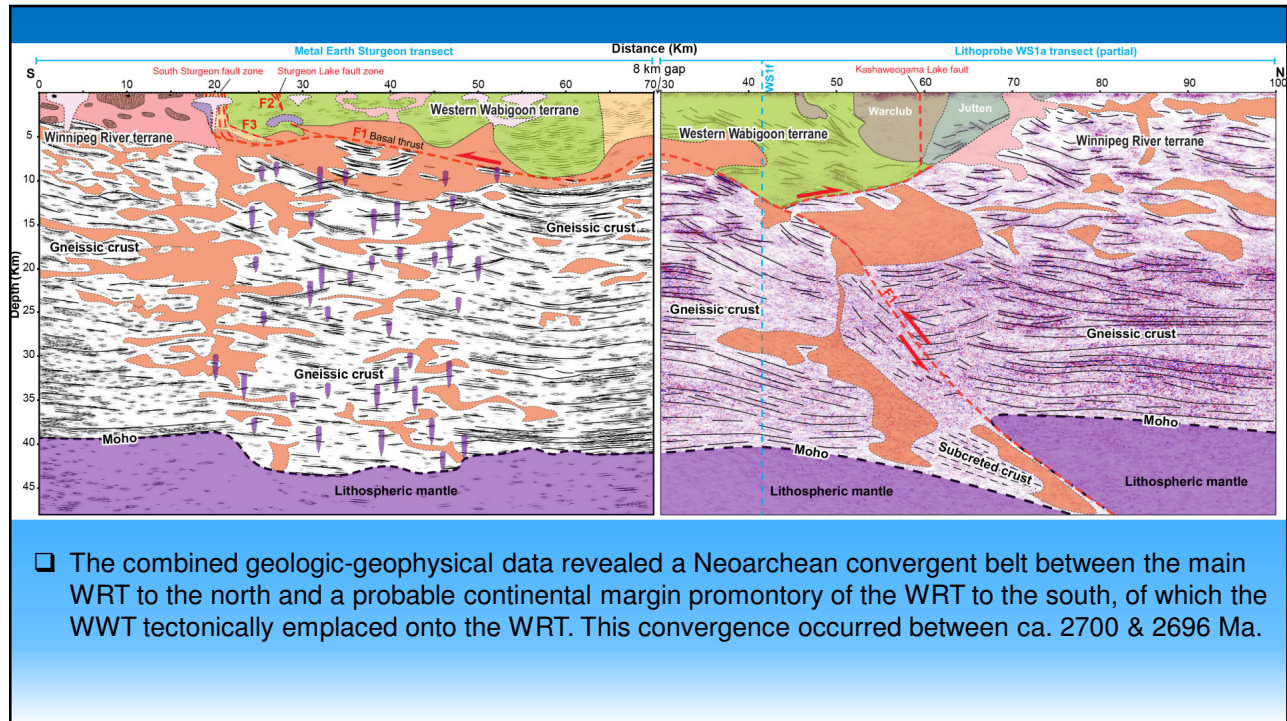 Metal Earth Sturgeon transect
Distance (Km)
Lithoprobe WS1a transect (partial)
S
South Sturgeon fault zone
Sturgeon Lake fault zone
8 km gap
WS1f
Kashaweogama Lake fault
N
0 10 20 30 40 50 60 70
30 40 50 60 70 80 90 100
F2
F3
F1 Basal thrust
Western Wabigoon terrane
Winnipeg River terrane
Warclub
Jutten
Western Wabigoon terrane
Winnipeg River terrane
5
10
15
20
25
30
35
40
45
Depth (Km)
Gneissic crust
Gneissic crust
Gneissic crust
Gneissic crust
F1
Gneissic crust
Moho
Lithospheric mantle
Moho
Subcreted crust
Moho
Lithospheric mantle
Lithospheric mantle
❑ The combined geologic-geophysical data revealed a Neoarchean convergent belt between the main
WRT to the north and a probable continental margin promontory of the WRT to the south, of which the
WWT tectonically emplaced onto the WRT. This convergence occurred between ca. 2700 & 2696 Ma.